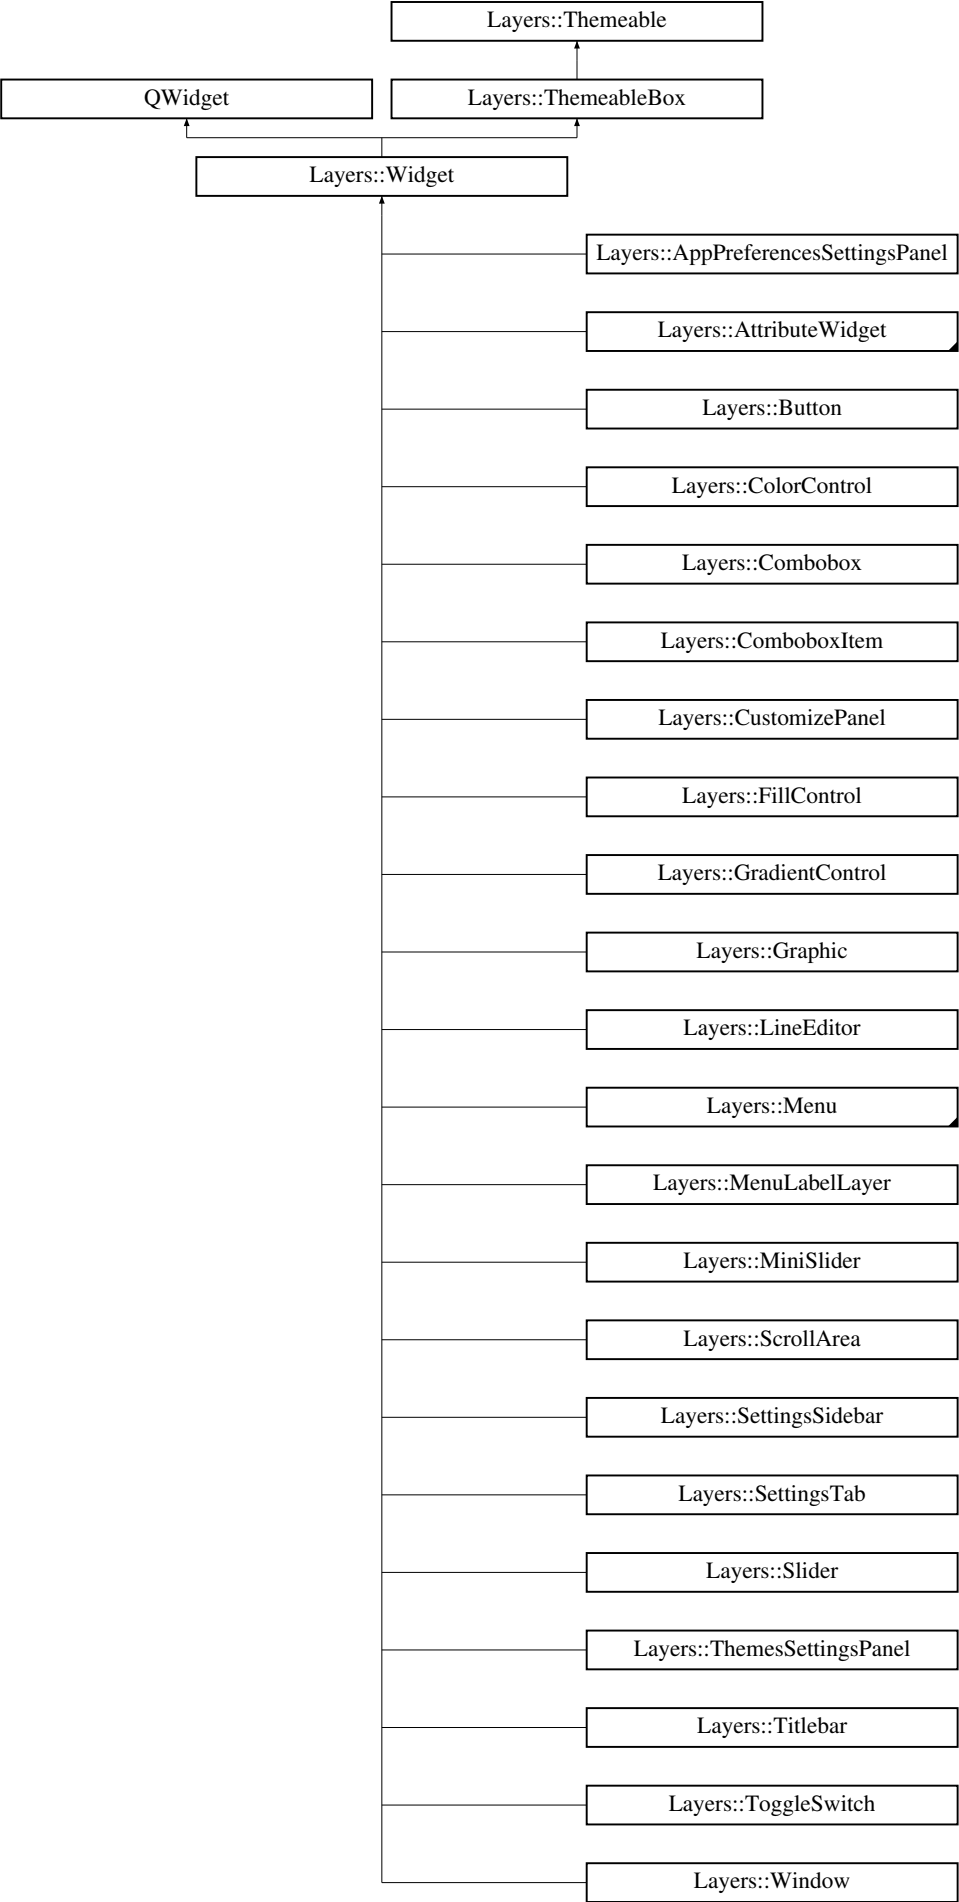 Layers::Themeable
QWidget
Layers::ThemeableBox
Layers::Widget
Layers::AppPreferencesSettingsPanel
Layers::AttributeWidget
Layers::Button
Layers::ColorControl
Layers::Combobox
Layers::ComboboxItem
Layers::CustomizePanel
Layers::FillControl
Layers::GradientControl
Layers::Graphic
Layers::LineEditor
Layers::Menu
Layers::MenuLabelLayer
Layers::MiniSlider
Layers::ScrollArea
Layers::SettingsSidebar
Layers::SettingsTab
Layers::Slider
Layers::ThemesSettingsPanel
Layers::Titlebar
Layers::ToggleSwitch
Layers::Window